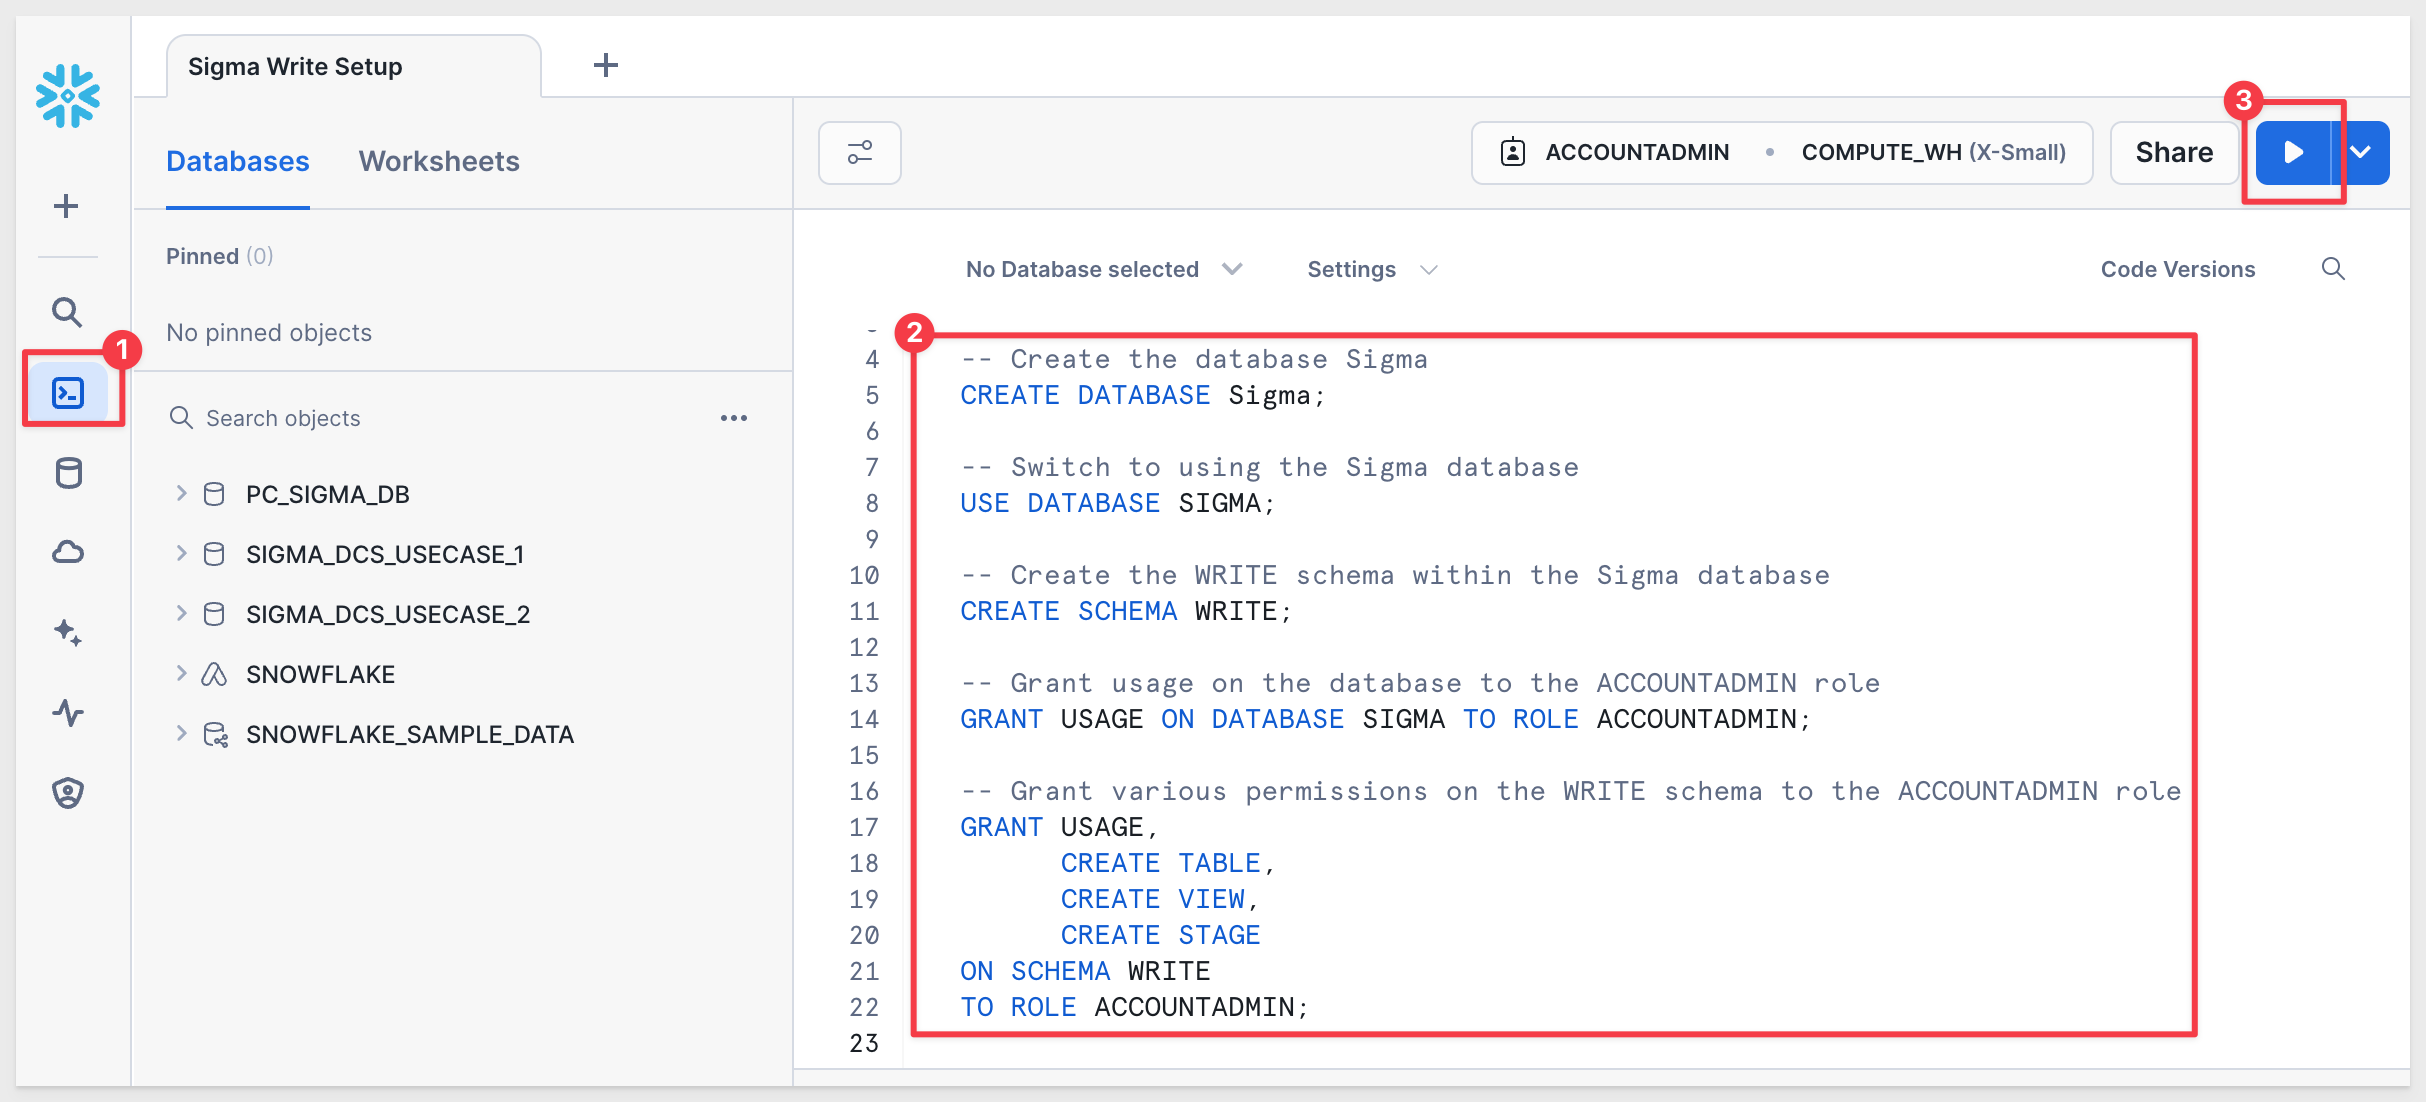 Sigma Write Setup
Databases Worksheets
ACCOUNTADMIN • COMPUTE_WH (X-Small)
Share
3
Pinned (0)
No pinned objects
Search objects
PC_SIGMA_DB
SIGMA_DCS_USECASE_1
SIGMA_DCS_USECASE_2
SNOWFLAKE
SNOWFLAKE_SAMPLE_DATA
1
No Database selected
Settings
Code Versions
2
4 -- Create the database Sigma
5 CREATE DATABASE Sigma;
6
7 -- Switch to using the Sigma database
8 USE DATABASE SIGMA;
9
10 -- Create the WRITE schema within the Sigma database
11 CREATE SCHEMA WRITE;
12
13 -- Grant usage on the database to the ACCOUNTADMIN role
14 GRANT USAGE ON DATABASE SIGMA TO ROLE ACCOUNTADMIN;
15
16 -- Grant various permissions on the WRITE schema to the ACCOUNTADMIN role
17 GRANT USAGE,
18 CREATE TABLE,
19 CREATE VIEW,
20 CREATE STAGE
21 ON SCHEMA WRITE
22 TO ROLE ACCOUNTADMIN;
23